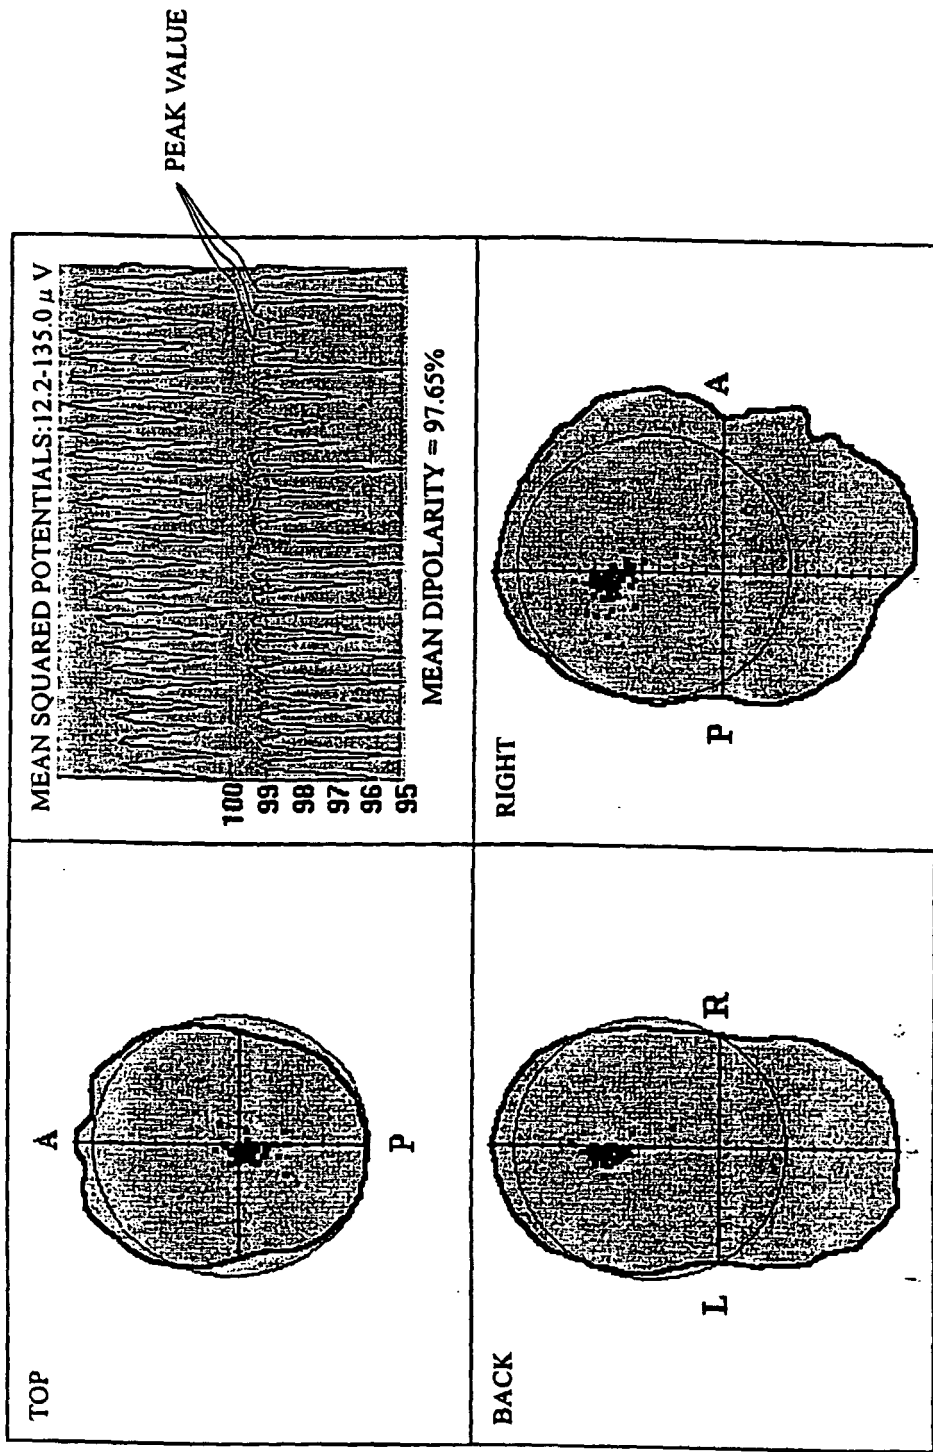 TOP
A
P
MEAN SQUARED POTENTIALS:12.2-135.0 μ V
100
99
98
97
96
95
MEAN DIPOLARITY = 97.65%
PEAK VALUE
BACK
L
R
RIGHT
P
A